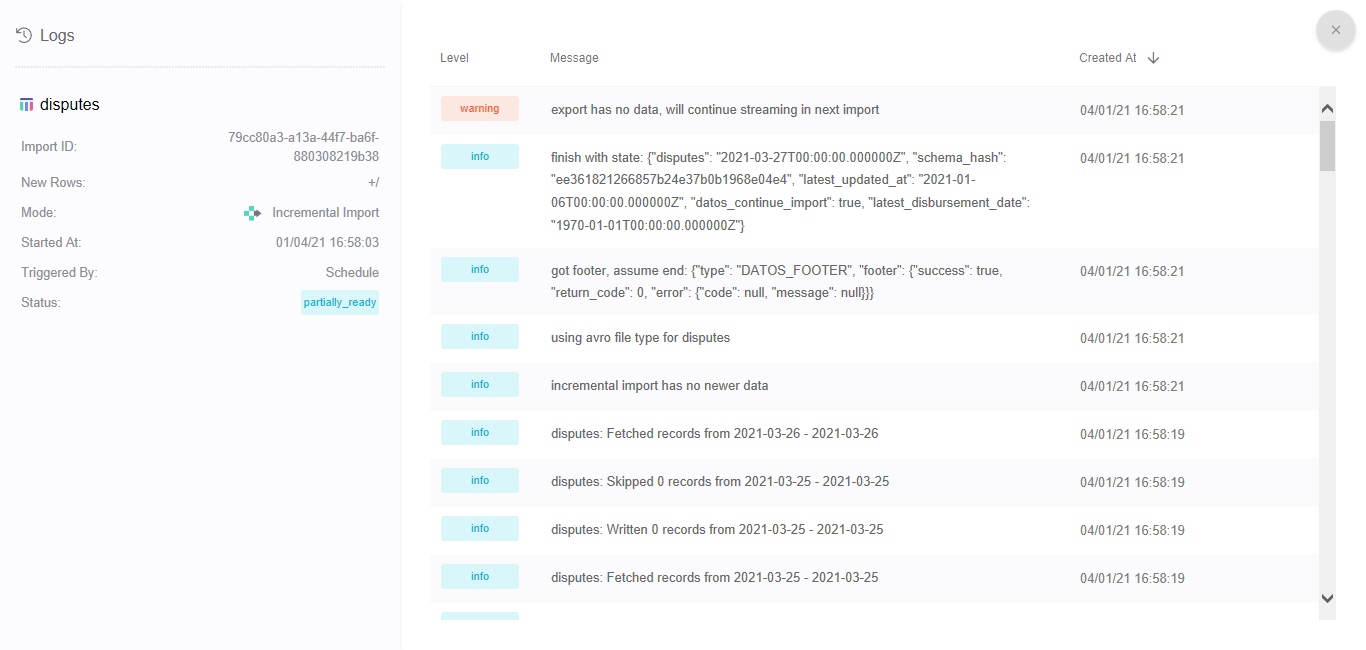 Logs
disputes
Import ID:
79cc80a3-a13a-44f7-ba6f-
880308219b38
New Rows:
+/
Mode:
Incremental Import
Started At:
01/04/21 16:58:03
Triggered By:
Schedule
Status:
partially_ready
Level Message Created At
warning export has no data, will continue streaming in next import 04/01/21 16:58:21
info finish with state: {"disputes": "2021-03-27T00:00:00.000000Z", "schema_hash": 04/01/21 16:58:21
"ee361821266857b24e37b0b1968e04e4", "latest_updated_at": "2021-01-
06T00:00:00.000000Z", "datos_continue_import": true, "latest_disbursement_date":
"1970-01-01T00:00:00.000000Z"}
info got footer, assume end: {"type": "DATOS_FOOTER", "footer": {"success": true, 04/01/21 16:58:21
"return_code": 0, "error": {"code": null, "message": null}}}
info using avro file type for disputes 04/01/21 16:58:21
info incremental import has no newer data 04/01/21 16:58:21
info disputes: Fetched records from 2021-03-26 - 2021-03-26 04/01/21 16:58:19
info disputes: Skipped 0 records from 2021-03-25 - 2021-03-25 04/01/21 16:58:19
info disputes: Written 0 records from 2021-03-25 - 2021-03-25 04/01/21 16:58:19
info disputes: Fetched records from 2021-03-25 - 2021-03-25 04/01/21 16:58:19